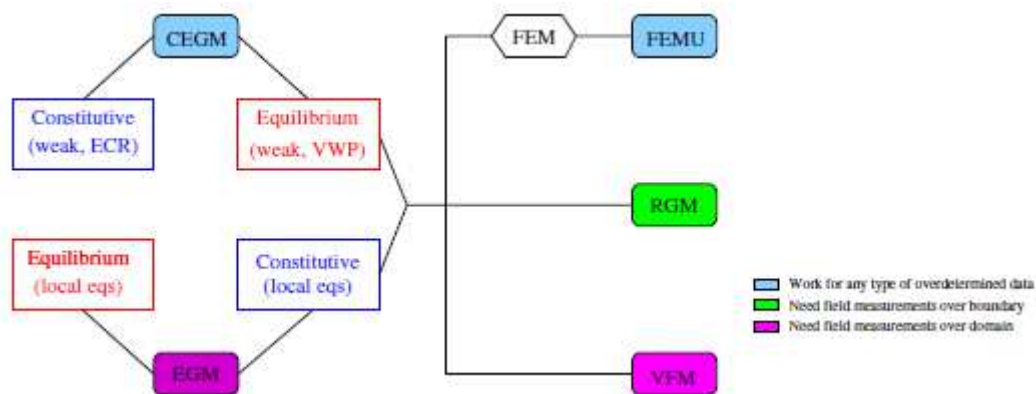 CEGM
FEM
FEMU
Constitutive
(weak, ECR)
Equilibrium
(weak, VWP)
RGM
Equilibrium
(local eqs)
Constitutive
(local eqs)
Work for any type of overdetermined data
Need field measurements over boundary
Need field measurements over domain
EGM
VFM